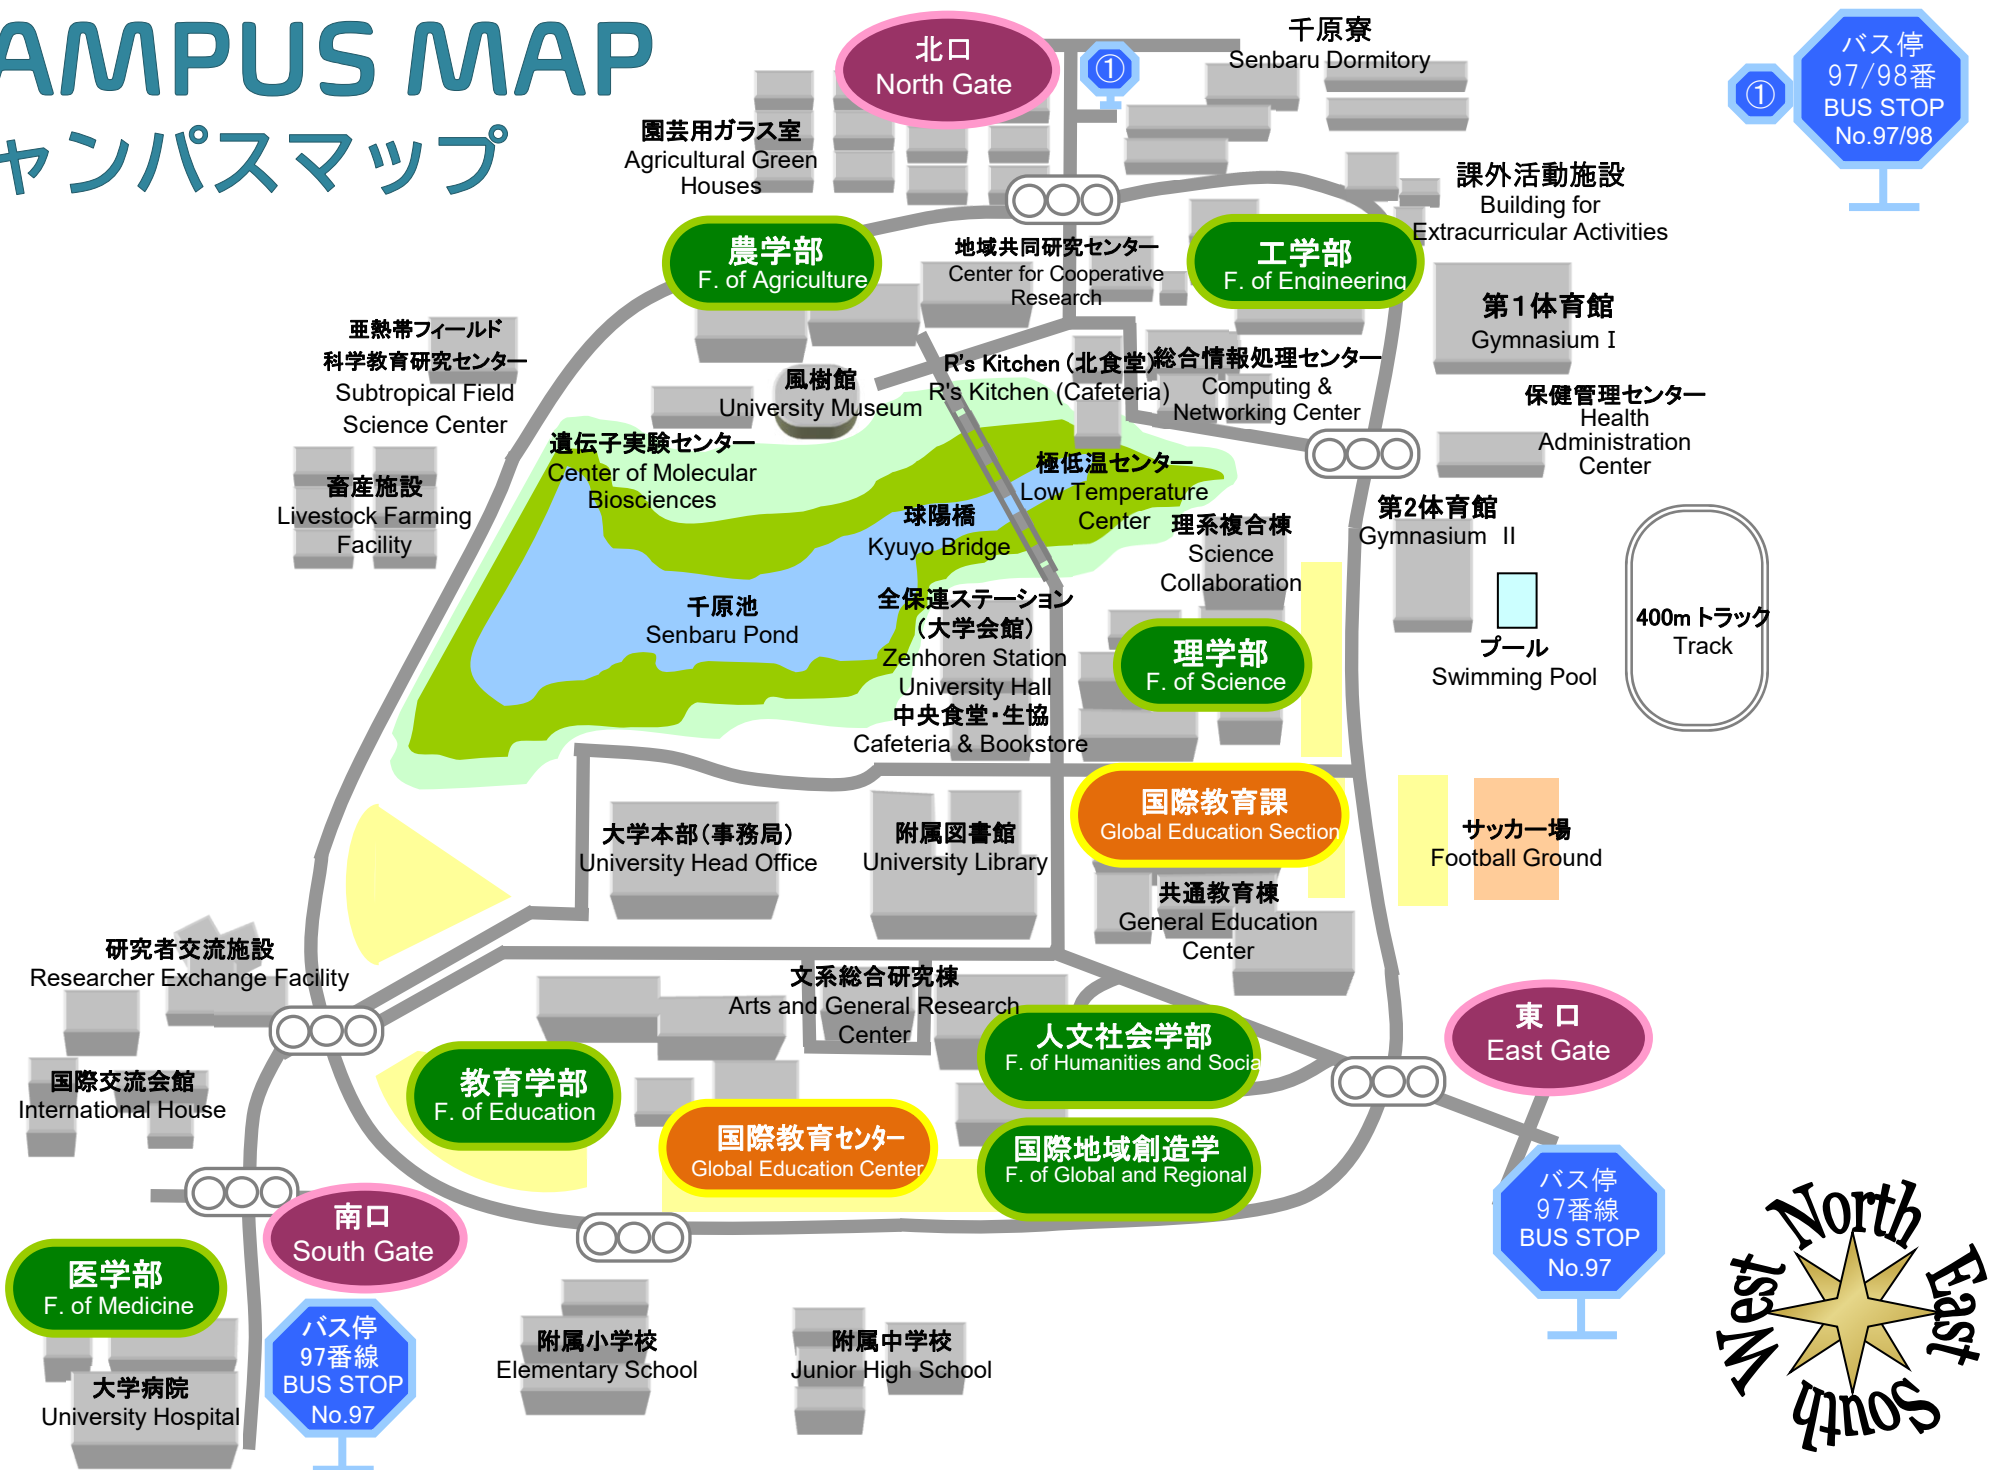 AMPUS MAP
ャンパスマップ
北口
North Gate
①
千原寮
Senbaru Dormitory
①
バス停
97/98番
BUS STOP
No.97/98
園芸用ガラス室
Agricultural Green
Houses
課外活動施設
Building for
Extracurricular Activities
農学部
F. of Agriculture
地域共同研究センター
Center for Cooperative
Research
工学部
F. of Engineering
第1体育館
Gymnasium I
亜熱帯フィールド
科学教育研究センター
Subtropical Field
Science Center
風樹館
University Museum
R's Kitchen (北食堂)
R's Kitchen (Cafeteria)
総合情報処理センター
Computing &
Networking Center
保健管理センター
Health
Administration
Center
遺伝子実験センター
Center of Molecular
Biosciences
畜産施設
Livestock Farming
Facility
極低温センター
Low Temperature
Center
球陽橋
Kyuyo Bridge
理系複合棟
Science
Collaboration
第2体育館
Gymnasium II
千原池
Senbaru Pond
全保連ステーション
（大学会館）
Zenhoren Station
University Hall
中央食堂・生協
Cafeteria & Bookstore
理学部
F. of Science
プール
Swimming Pool
400m トラック
Track
大学本部（事務局）
University Head Office
附属図書館
University Library
国際教育課
Global Education Section
サッカー場
Football Ground
共通教育棟
General Education
Center
研究者交流施設
Researcher Exchange Facility
文系総合研究棟
Arts and General Research
Center
人文社会学部
F. of Humanities and Socia
東口
East Gate
国際交流会館
International House
教育学部
F. of Education
国際教育センター
Global Education Center
国際地域創造学
F. of Global and Regional
南口
South Gate
医学部
F. of Medicine
バス停
97番線
BUS STOP
No.97
バス停
97番線
BUS STOP
No.97
大学病院
University Hospital
附属小学校
Elementary School
附属中学校
Junior High School
North
East
West
South